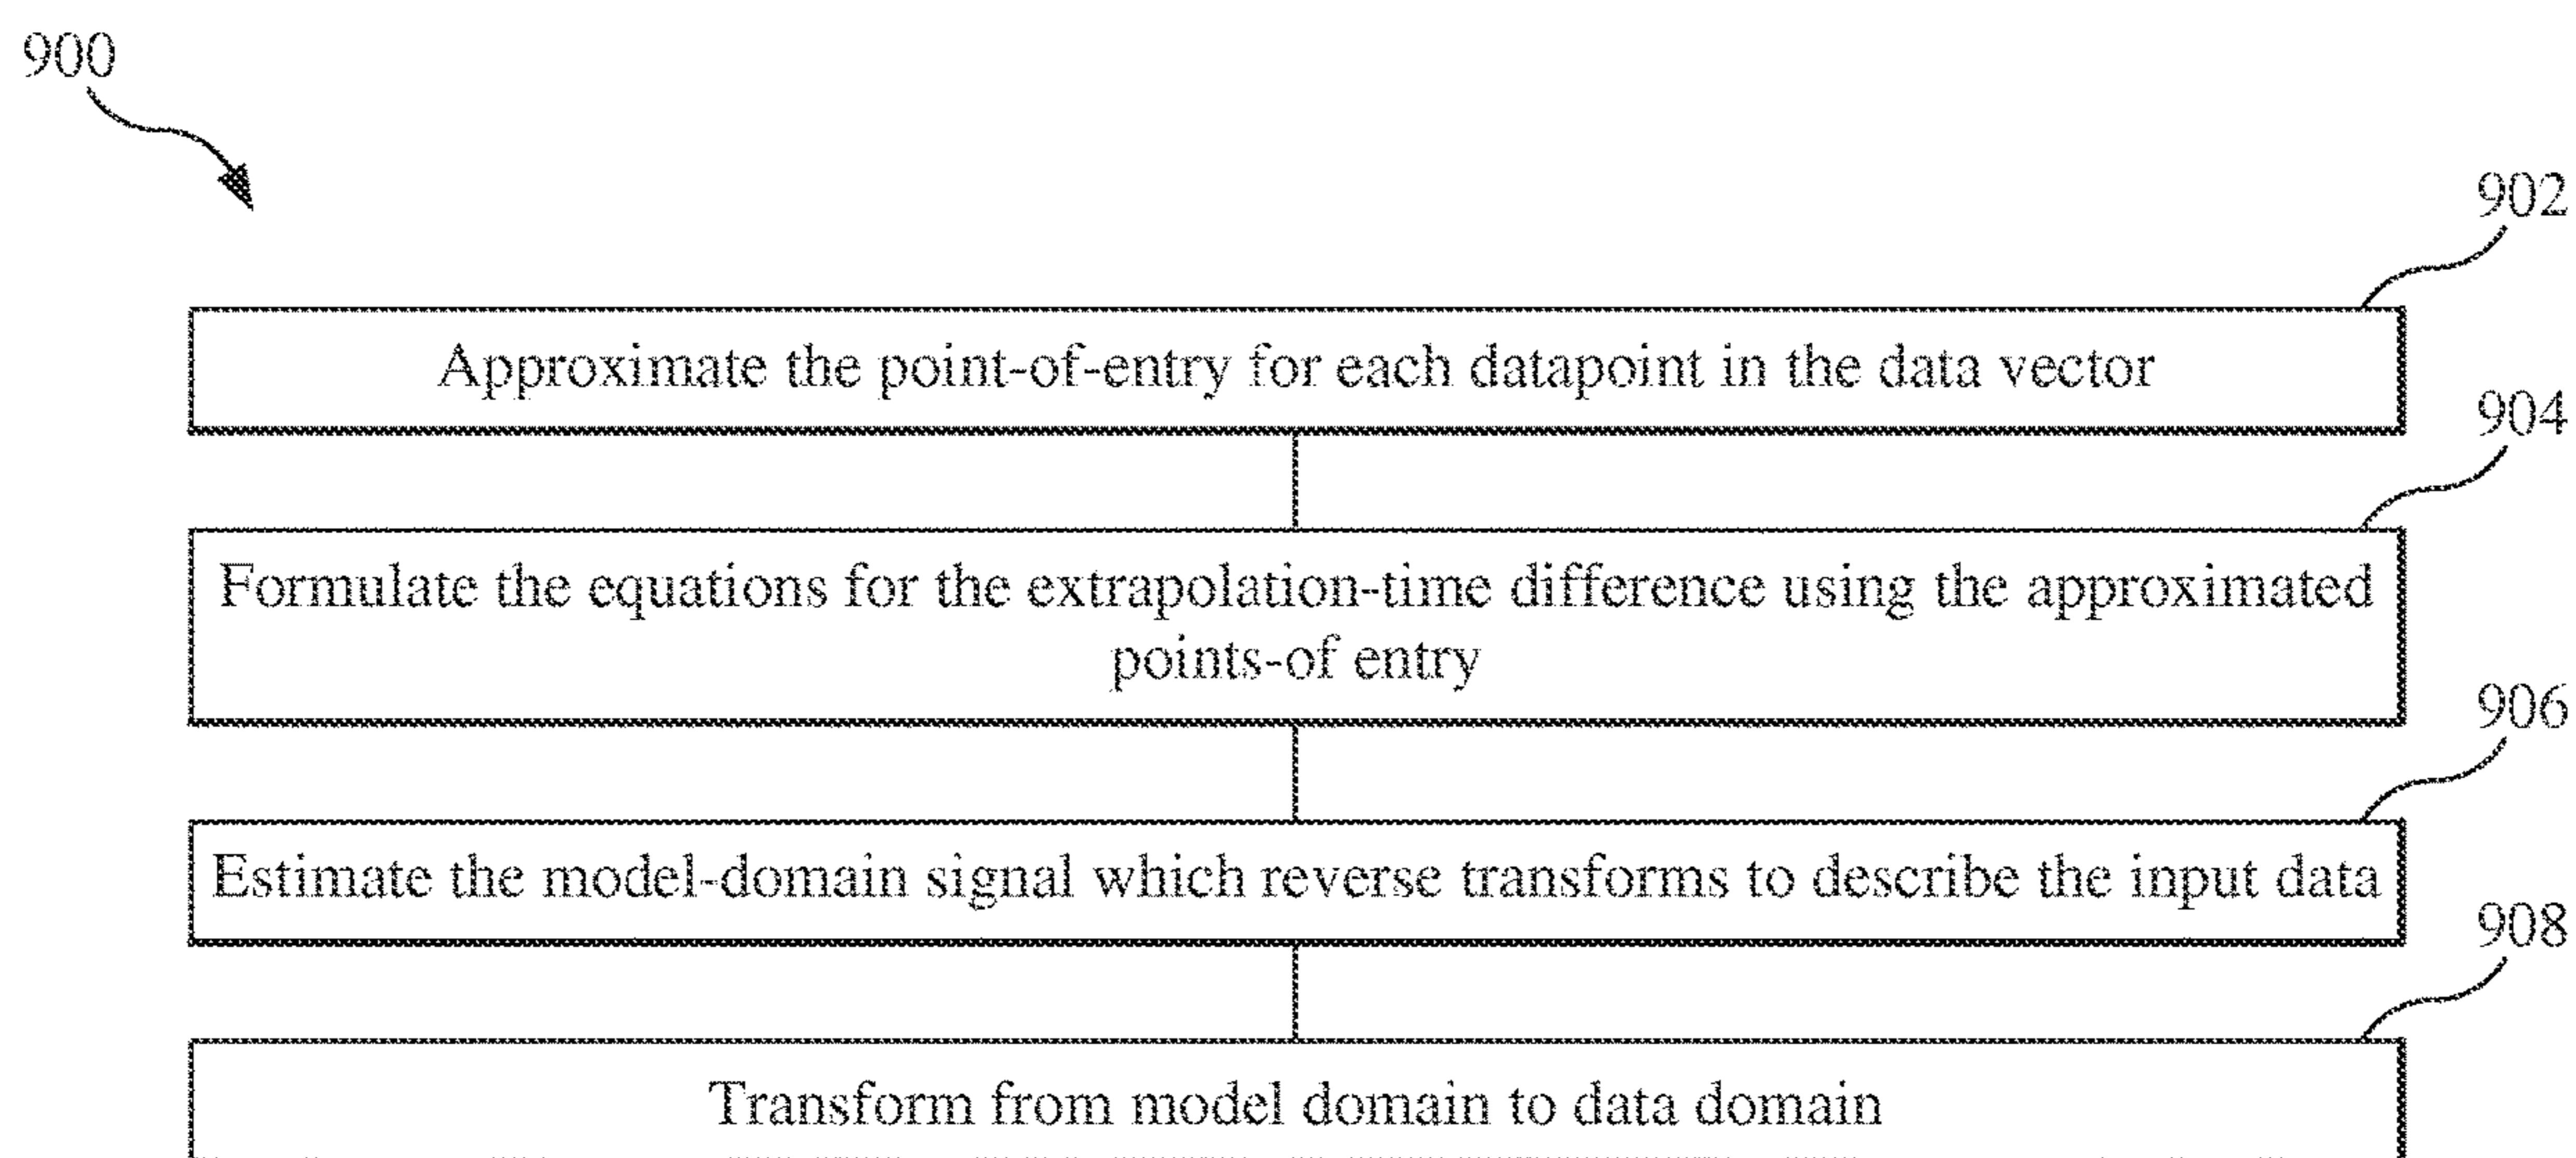 900
902
Approximate the point-of-entry for each datapoint in the data vector
904
Formulate the equations for the extrapolation-time difference using the approximated
points-of entry
906
Estimate the model-domain signal which reverse transforms to describe the input data
908
Transform from model domain to data domain